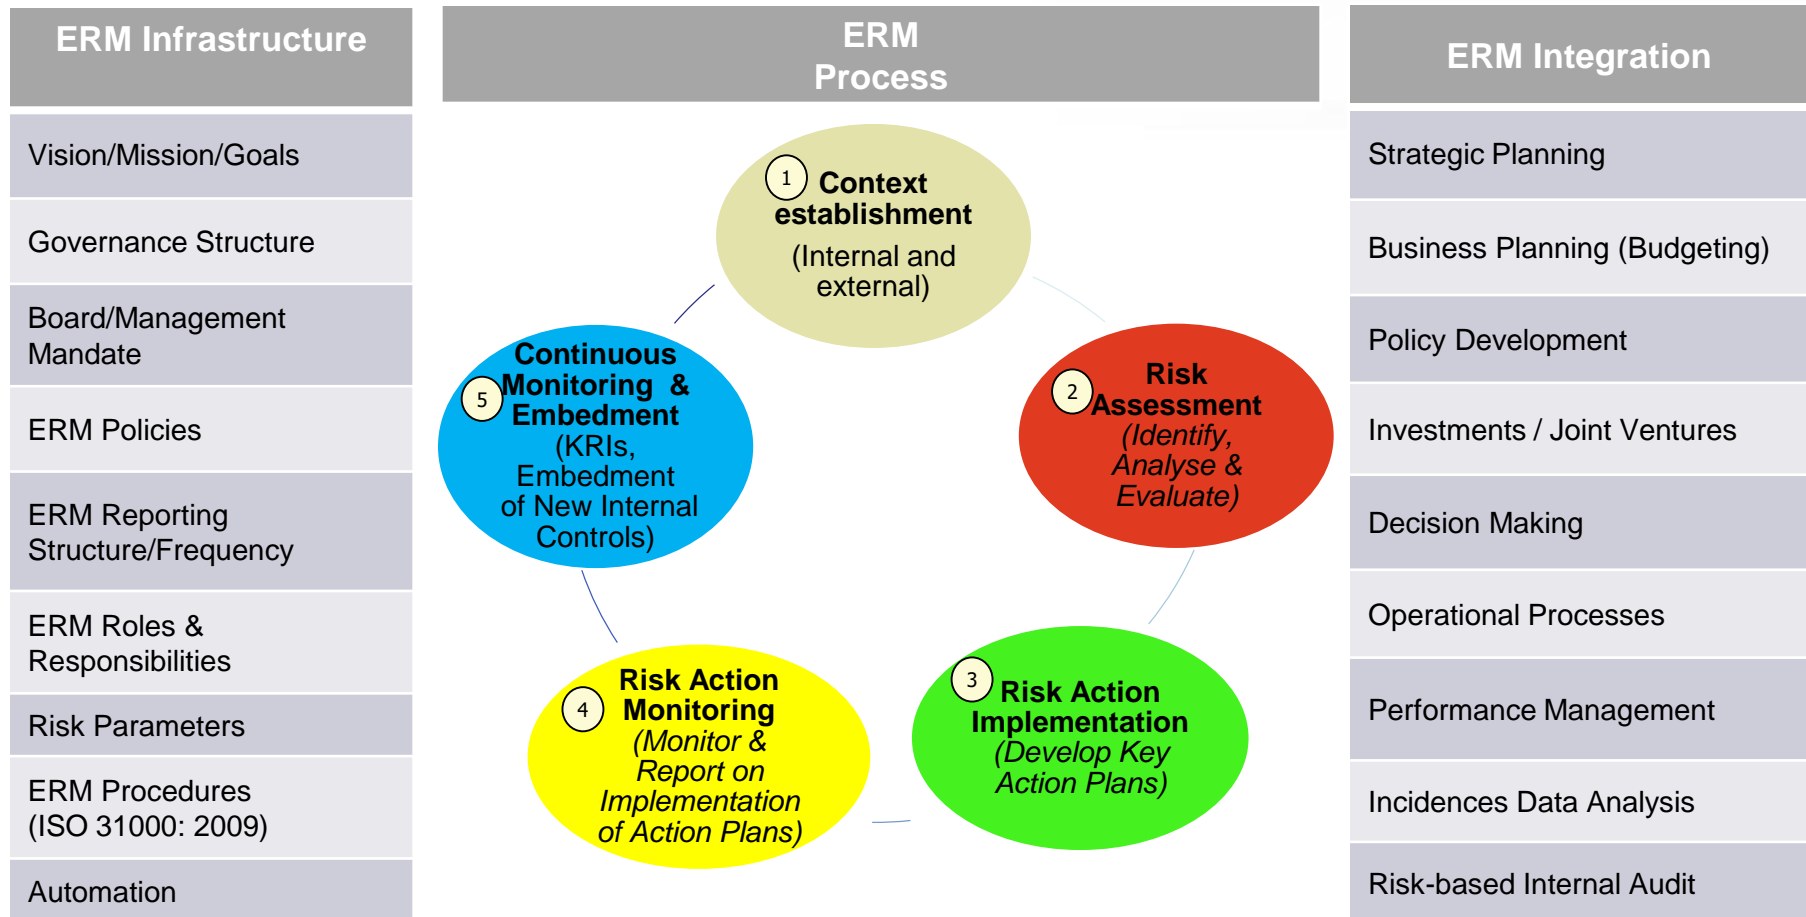 ERM Infrastructure
Vision/Mission/Goals
Governance Structure
Board/Management
Mandate
ERM Policies
ERM Reporting
Structure/Frequency
ERM Roles &
Responsibilities
Risk Parameters
ERM Procedures
(ISO 31000: 2009)
Automation
ERM
Process
1
Context
establishment
(Internal and
external)
2
Risk
Assessment
(Identify,
Analyse &
Evaluate)
3
Risk Action
Implementation
(Develop Key
Action Plans)
4
Risk Action
Monitoring
(Monitor &
Report on
Implementation
of Action Plans)
5
Continuous
Monitoring &
Embedment
(KRIs,
Embedment
of New Internal
Controls)
ERM Integration
Strategic Planning
Business Planning (Budgeting)
Policy Development
Investments / Joint Ventures
Decision Making
Operational Processes
Performance Management
Incidences Data Analysis
Risk-based Internal Audit